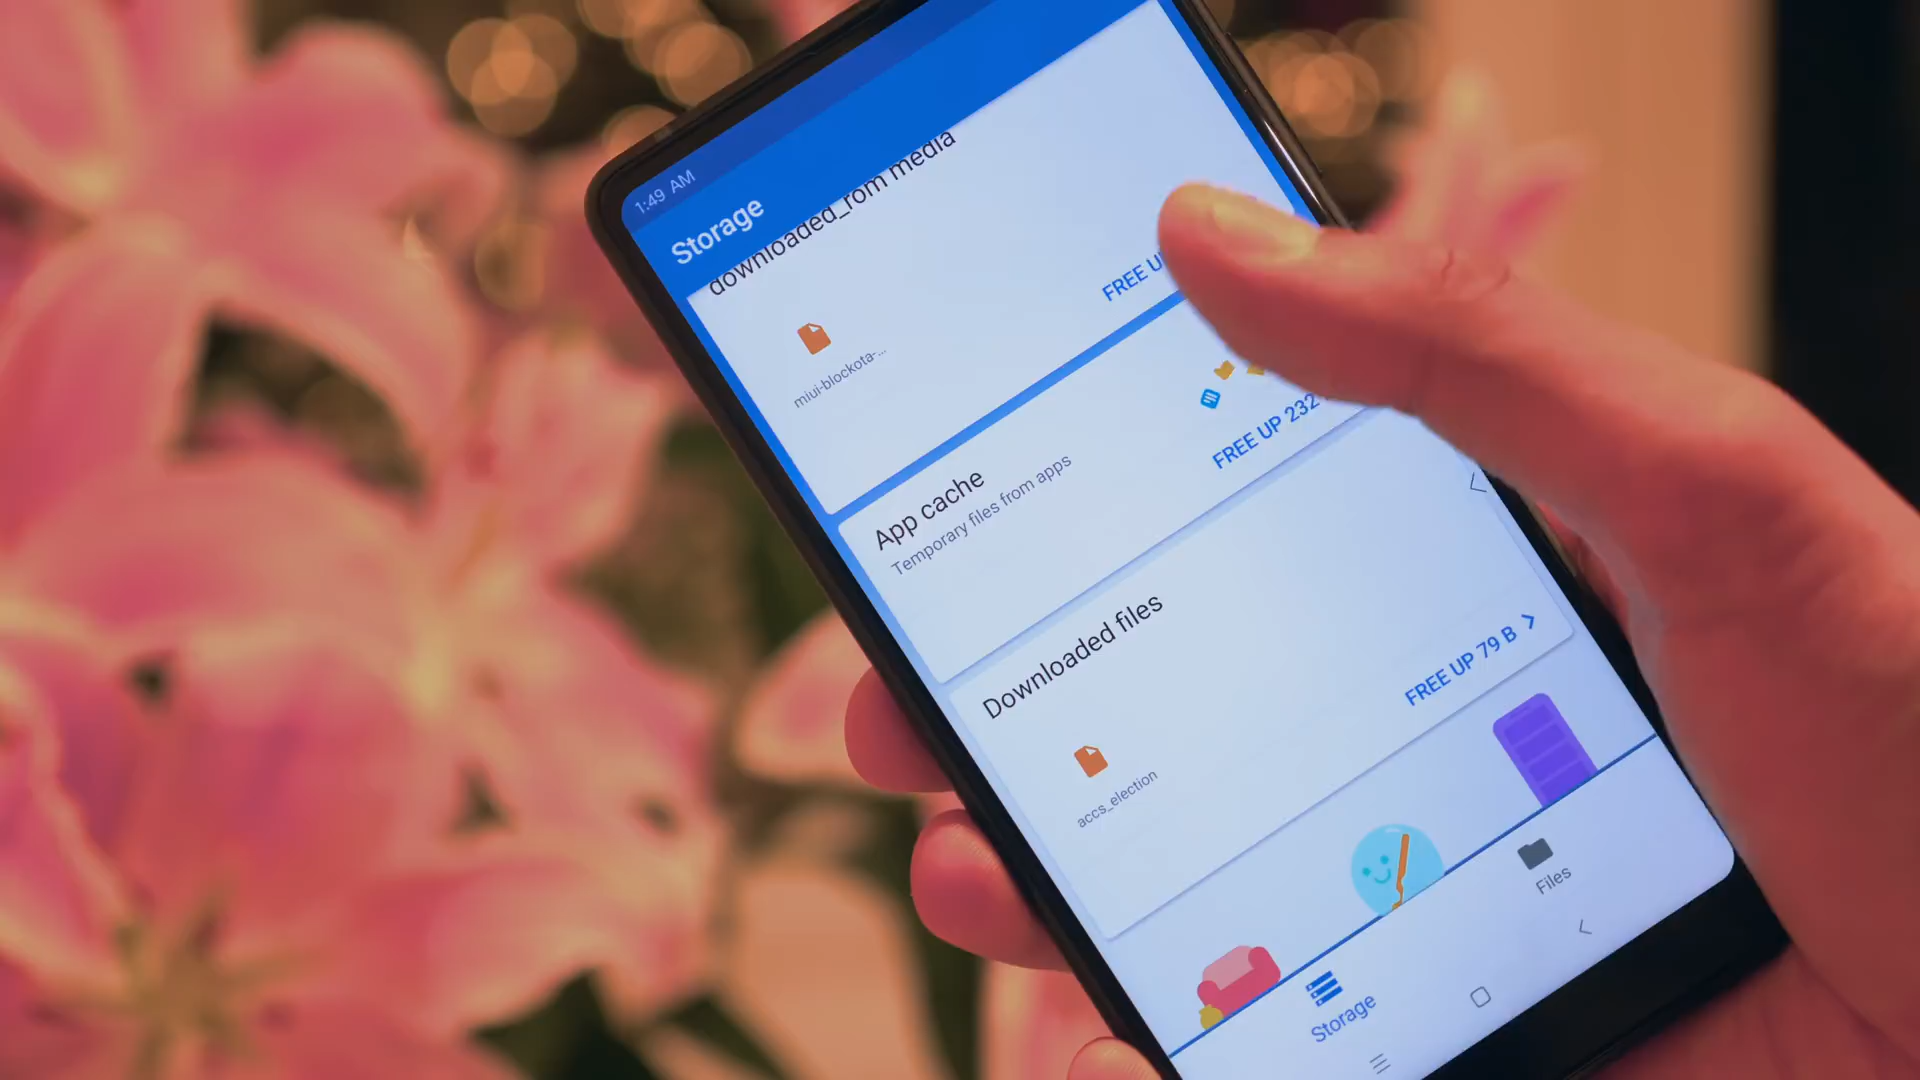 1:49 AM
Storage
downloaded_rom media
miui-blockota-...
FREE U
App cache
Temporary files from apps
FREE UP 232
Downloaded files
accs_election
FREE UP 79 B
Storage
Files